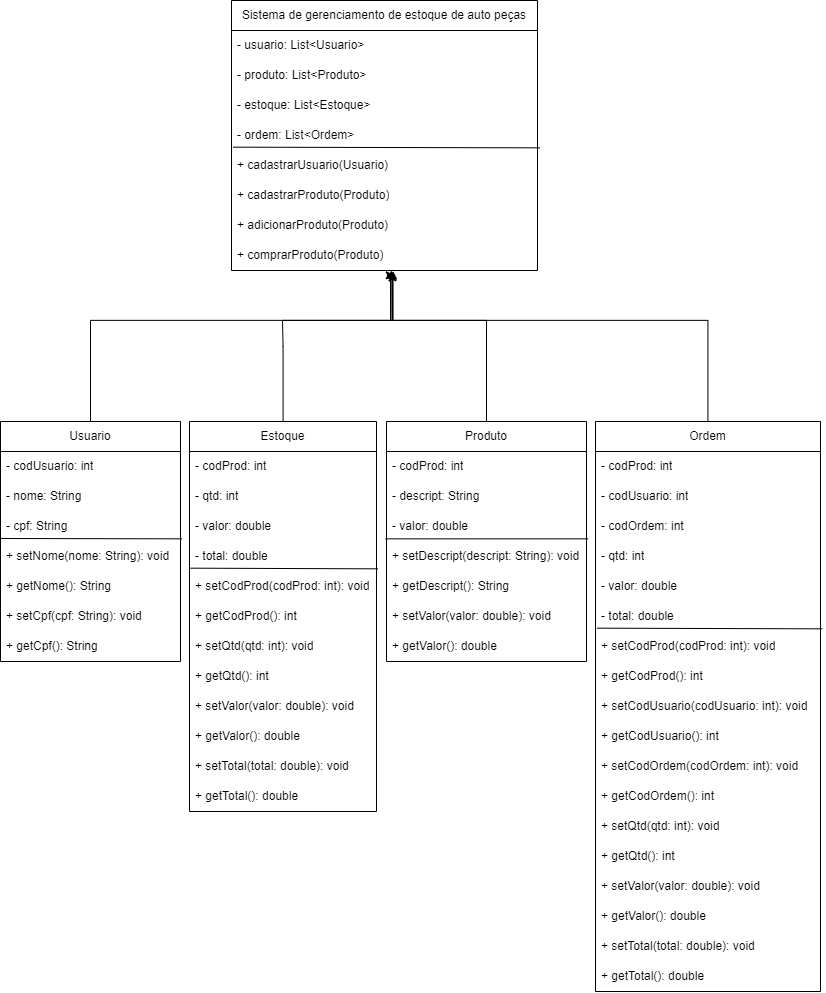 Sistema de gerenciamento de estoque de auto peças
- usuario: List<Usuario>
- produto: List<Produto>
- estoque: List<Estoque>
- ordem: List<Ordem>
+ cadastrarUsuario(Usuario)
+ cadastrarProduto(Produto)
+ adicionarProduto(Produto)
+ comprarProduto(Produto)
Usuario
- codUsuario: int
- nome: String
- cpf: String
+ setNome(nome: String): void
+ getNome(): String
+ setCpf(cpf: String): void
+ getCpf(): String
Estoque
- codProd: int
- qtd: int
- valor: double
- total: double
+ setCodProd(codProd: int): void
+ getCodProd(): int
+ setQtd(qtd: int): void
+ getQtd(): int
+ setValor(valor: double): void
+ getValor(): double
+ setTotal(total: double): void
+ getTotal(): double
Produto
- codProd: int
- descript: String
- valor: double
+ setDescript(descript: String): void
+ getDescript(): String
+ setValor(valor: double): void
+ getValor(): double
Ordem
- codProd: int
- codUsuario: int
- codOrdem: int
- qtd: int
- valor: double
- total: double
+ setCodProd(codProd: int): void
+ getCodProd(): int
+ setCodUsuario(codUsuario: int): void
+ getCodUsuario(): int
+ setCodOrdem(codOrdem: int): void
+ getCodOrdem(): int
+ setQtd(qtd: int): void
+ getQtd(): int
+ setValor(valor: double): void
+ getValor(): double
+ setTotal(total: double): void
+ getTotal(): double